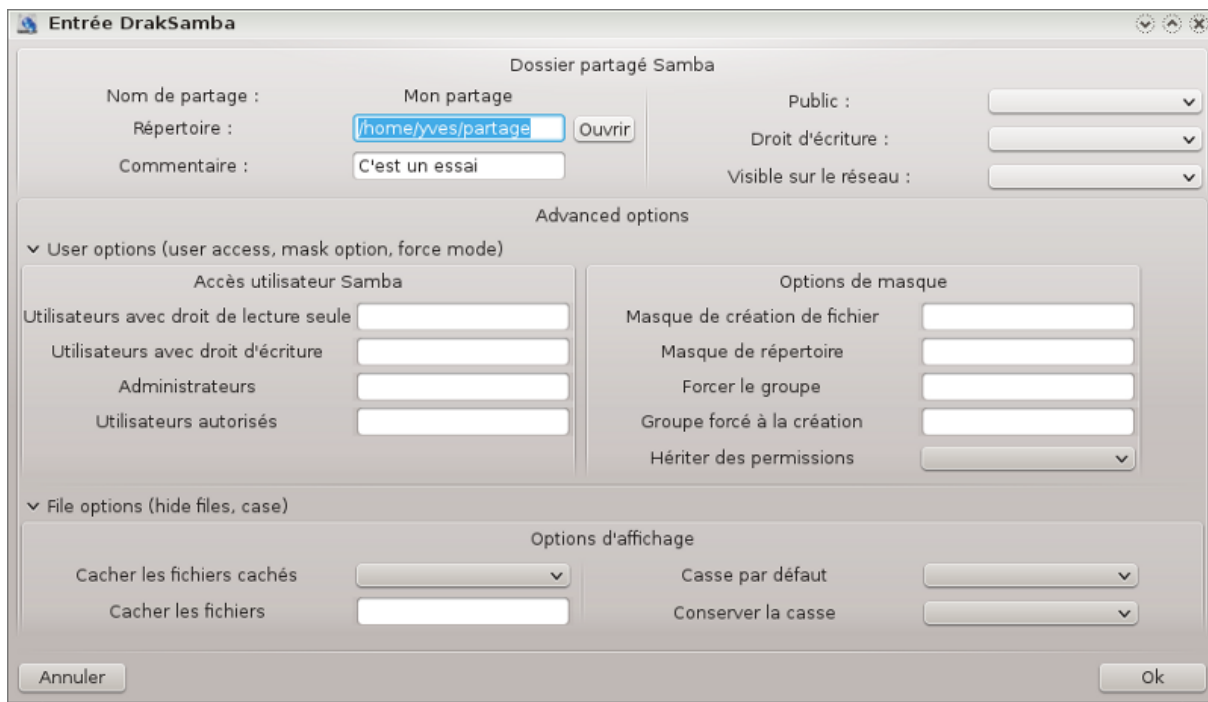 Entrée DrakSamba
Dossier partagé Samba
Nom de partage : Mon partage
Répertoire : /home/yves/partage Ouvrir
Commentaire : C'est un essai
Public :
Droit d'écriture :
Visible sur le réseau :
Advanced options
User options (user access, mask option, force mode)
Accès utilisateur Samba
Utilisateurs avec droit de lecture seule
Utilisateurs avec droit d'écriture
Administrateurs
Utilisateurs autorisés
Options de masque
Masque de création de fichier
Masque de répertoire
Forcer le groupe
Groupe forcé à la création
Hériter des permissions
File options (hide files, case)
Options d'affichage
Cacher les fichiers cachés
Cacher les fichiers
Casse par défaut
Conserver la casse
Annuler Ok